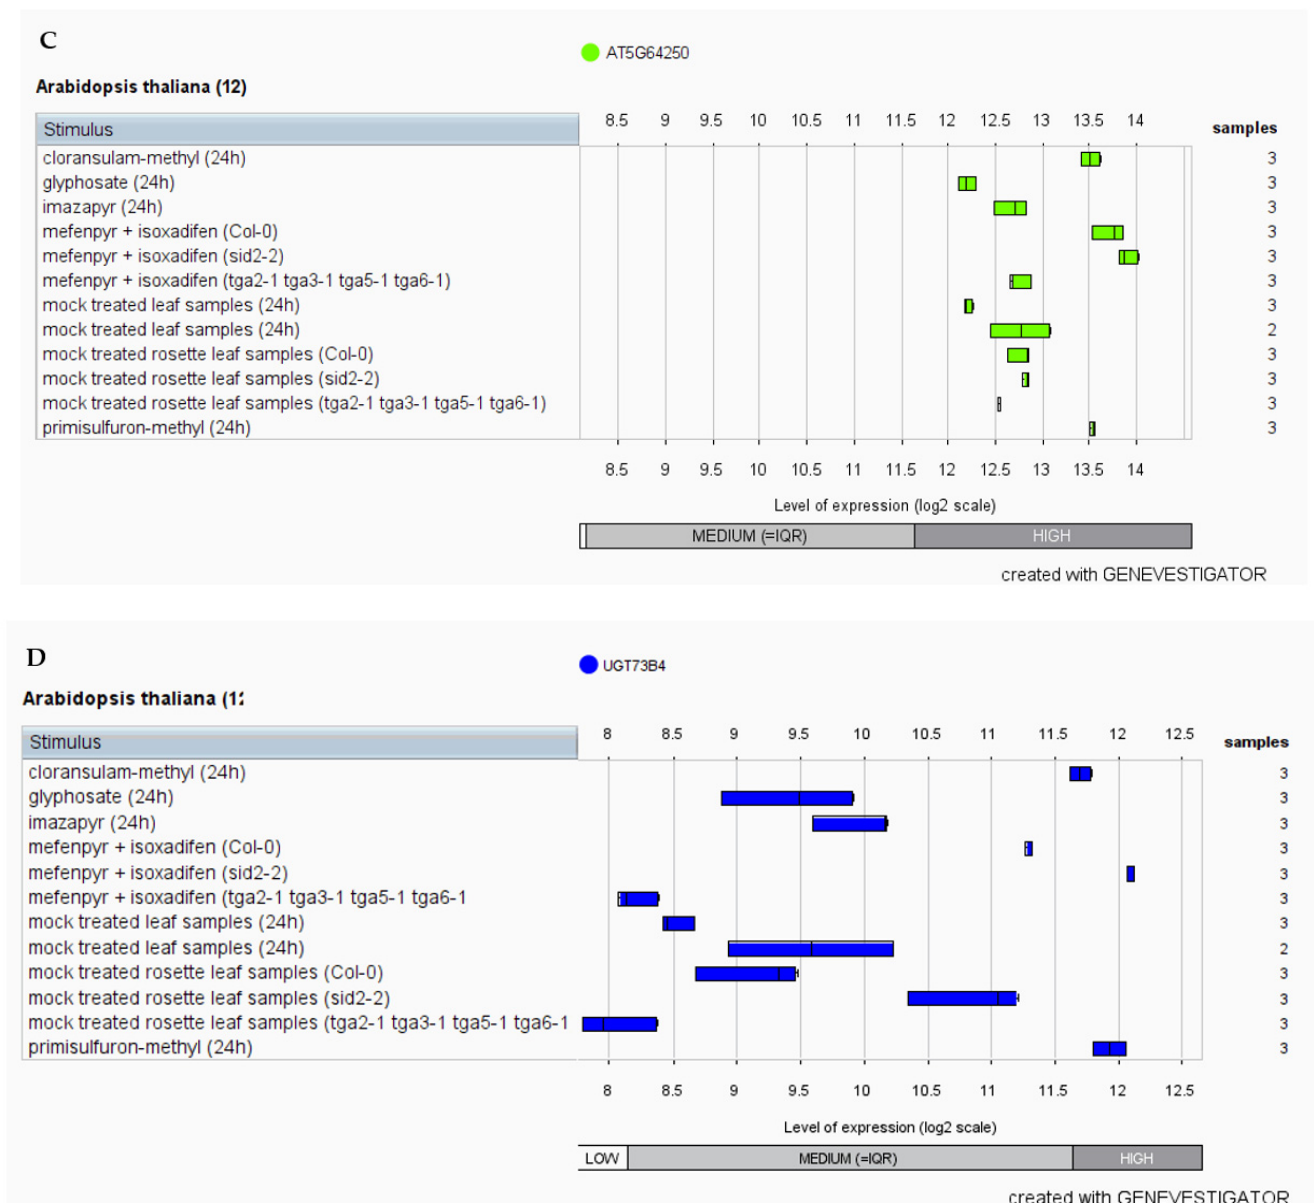 C
AT5G64250
Arabidopsis thaliana (12)
Stimulus 8.5 9 9.5 10 10.5 11 11.5 12 12.5 13 13.5 14 samples
cloransulam-methyl (24h) 3
glyphosate (24h) 3
imazapyr (24h) 3
mefenpyr + isoxadifen (Col-0) 3
mefenpyr + isoxadifen (sid2-2) 3
mefenpyr + isoxadifen (tga2-1 tga3-1 tga5-1 tga6-1) 3
mock treated leaf samples (24h) 3
mock treated leaf samples (24h) 2
mock treated rosette leaf samples (Col-0) 3
mock treated rosette leaf samples (sid2-2) 3
mock treated rosette leaf samples (tga2-1 tga3-1 tga5-1 tga6-1) 3
primisulfuron-methyl (24h) 3
8.5 9 9.5 10 10.5 11 11.5 12 12.5 13 13.5 14
Level of expression (log2 scale)
MEDIUM (=IQR) HIGH
created with GENEVESTIGATOR
D
UGT73B4
Arabidopsis thaliana (12
Stimulus 8 8.5 9 9.5 10 10.5 11 11.5 12 12.5 samples
cloransulam-methyl (24h) 3
glyphosate (24h) 3
imazapyr (24h) 3
mefenpyr + isoxadifen (Col-0) 3
mefenpyr + isoxadifen (sid2-2) 3
mefenpyr + isoxadifen (tga2-1 tga3-1 tga5-1 tga6-1 3
mock treated leaf samples (24h) 3
mock treated leaf samples (24h) 2
mock treated rosette leaf samples (Col-0) 3
mock treated rosette leaf samples (sid2-2) 3
mock treated rosette leaf samples (tga2-1 tga3-1 tga5-1 tga6-1 3
primisulfuron-methyl (24h) 3
8 8.5 9 9.5 10 10.5 11 11.5 12 12.5
Level of expression (log2 scale)
LOW MEDIUM (=IQR) HIGH
created with GENEVESTIGATOR